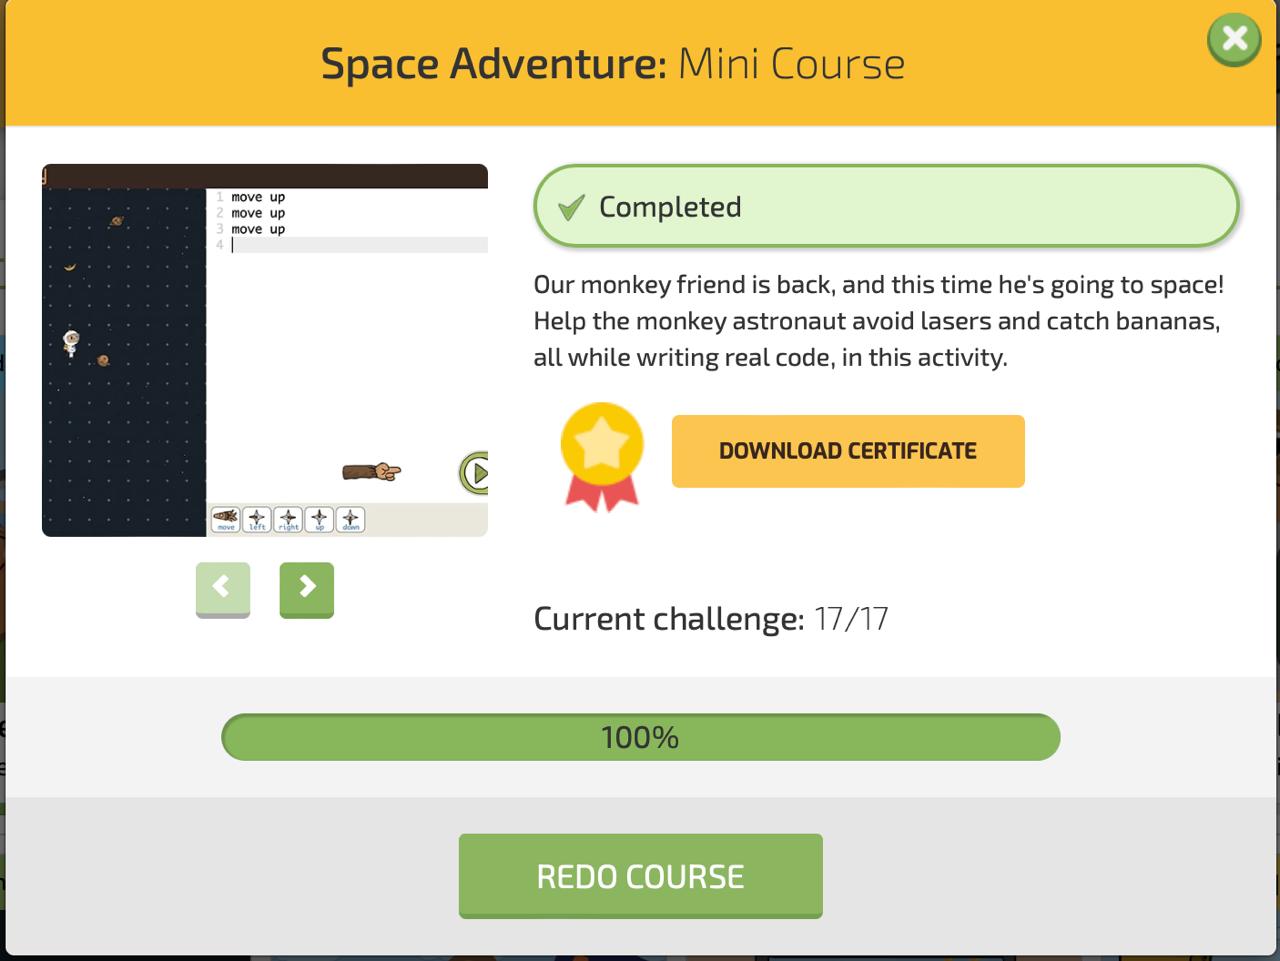 Space Adventure: Mini Course
1 move up
2 move up
3 move up
4
move left right up down
Completed
Our monkey friend is back, and this time he's going to space!
Help the monkey astronaut avoid lasers and catch bananas,
all while writing real code, in this activity.
DOWNLOAD CERTIFICATE
Current challenge: 17/17
100%
REDO COURSE